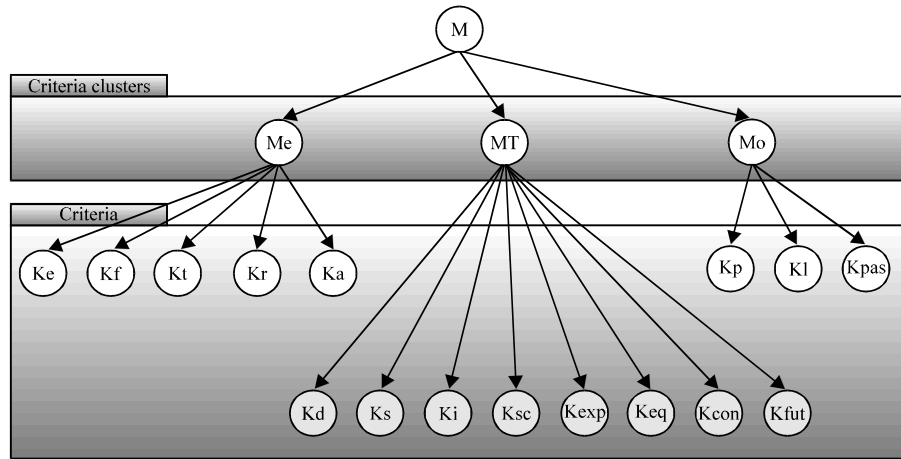 M
Criteria clusters
Me
MT
Mo
Criteria
Ke
Kf
Kt
Kr
Ka
Kp
Kl
Kpas
Kd
Ks
Ki
Ksc
Kexp
Keq
Kcon
Kfut